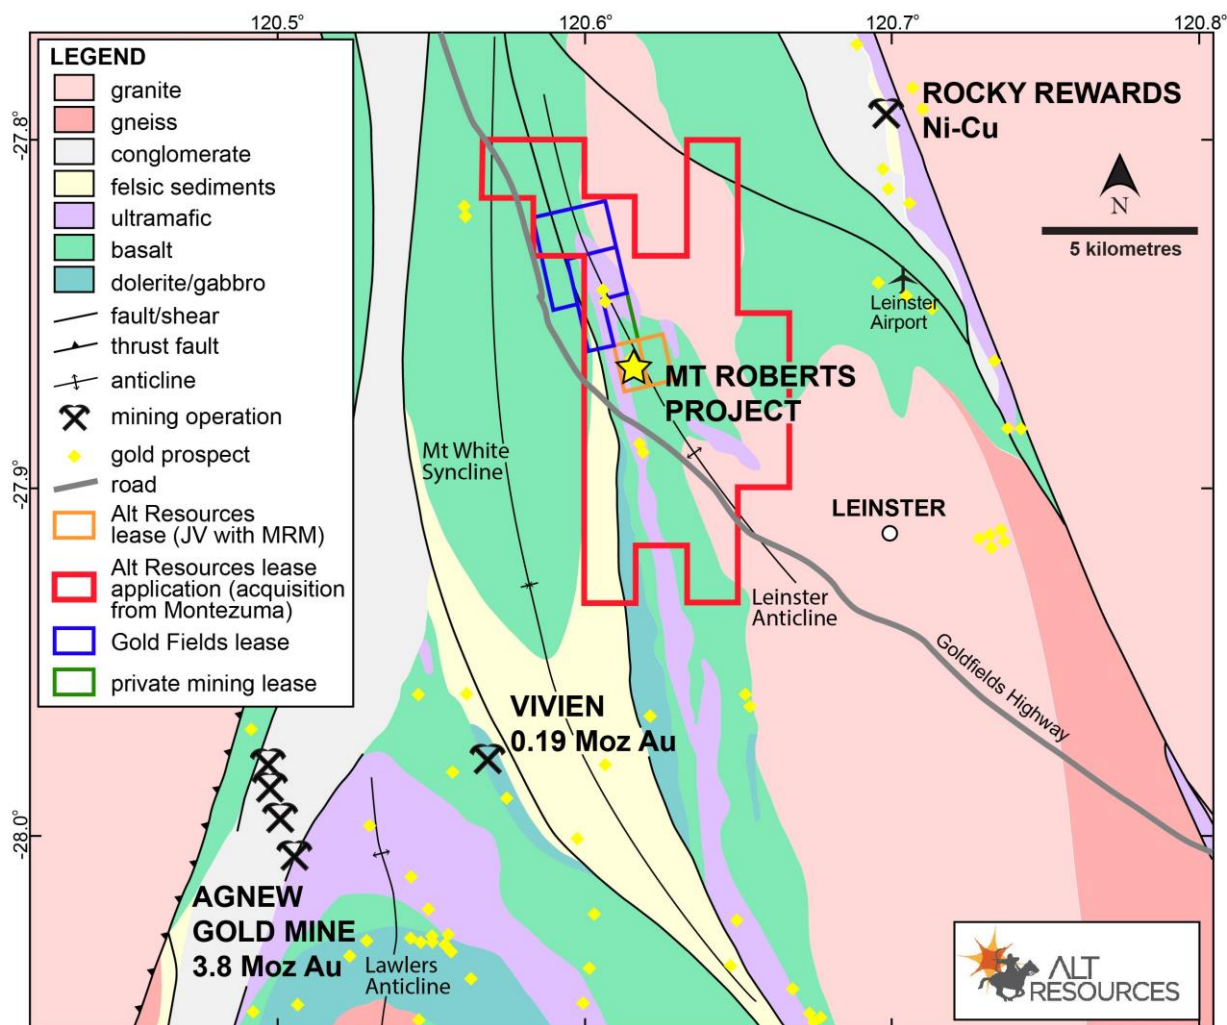 120.5°
120.6°
120.7°
120.8°
-27.8°
-27.9°
-28.0°
LEGEND
granite
gneiss
conglomerate
felsic sediments
ultramafic
basalt
dolerite/gabbro
fault/shear
thrust fault
anticline
mining operation
gold prospect
road
Alt Resources
lease (JV with MRM)
Alt Resources lease
application (acquisition
from Montezuma)
Gold Fields lease
private mining lease
ROCKY REWARDS
Ni-Cu
N
5 kilometres
Leinster
Airport
MT ROBERTS
PROJECT
Mt White
Syncline
LEINSTER
Leinster
Anticline
Goldfields Highway
VIVIEN
0.19 Moz Au
AGNEW
GOLD MINE
3.8 Moz Au
Lawlers
Anticline
ALT
RESOURCES